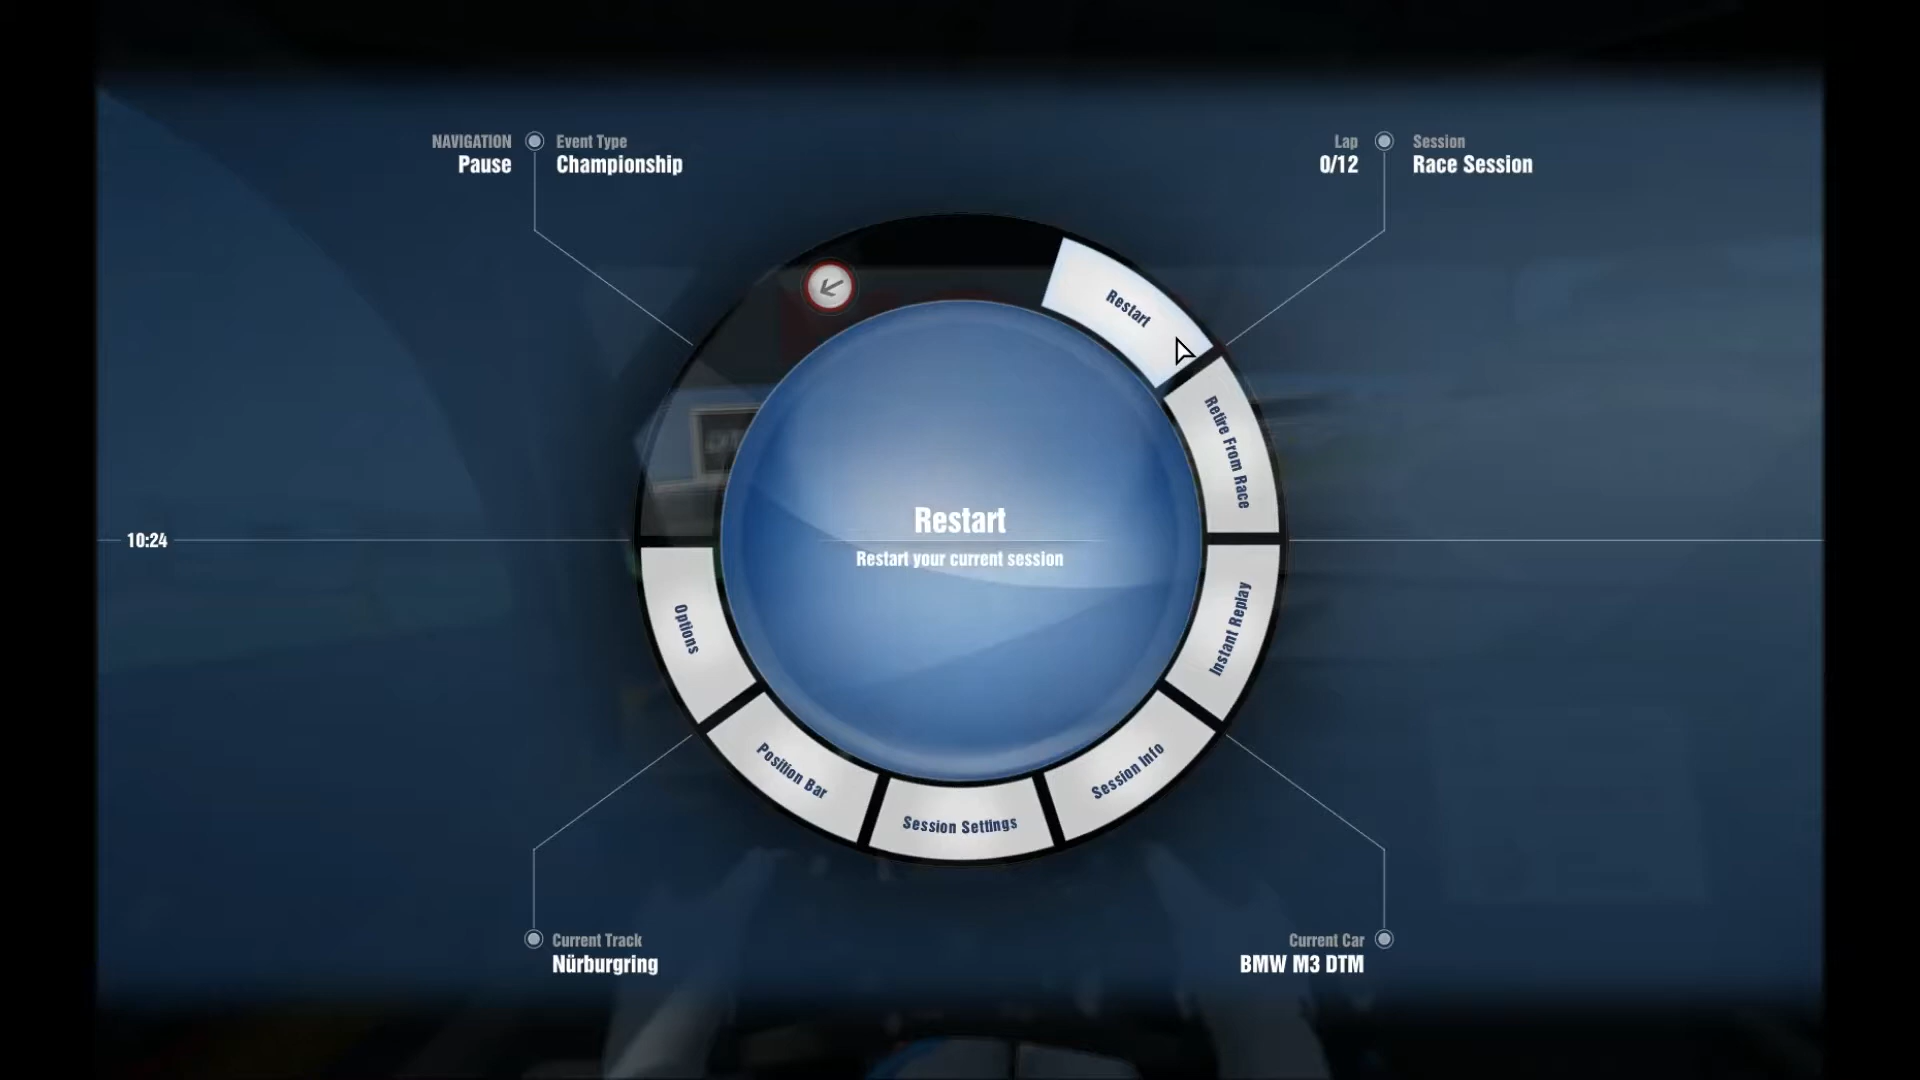 NAVIGATION
Pause
Event Type
Championship
Lap
0/12
Session
Race Session
Restart
Retire From Race
Restart
Restart your current session
10:24
Options
Instant Replay
Position Bar
Session Info
Session Settings
Current Track
Nürburgring
Current Car
BMW M3 DTM